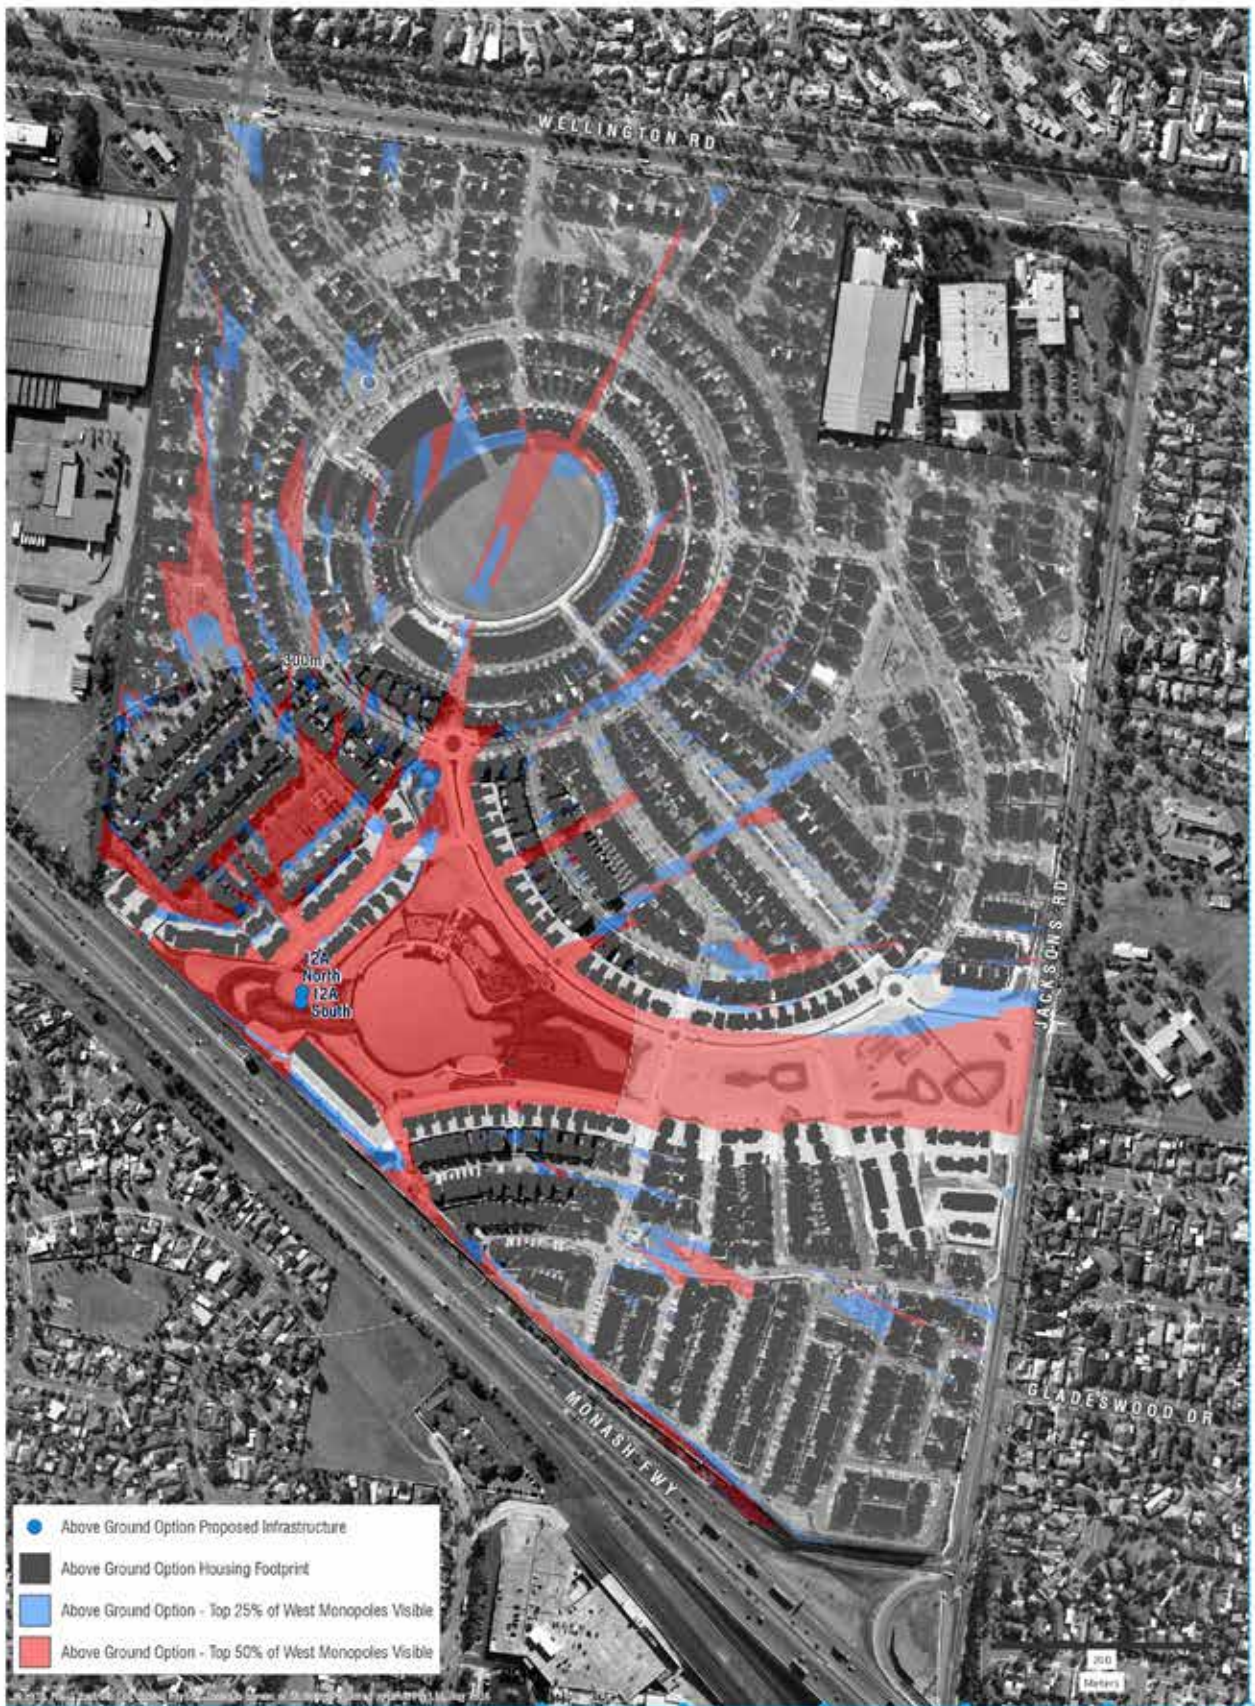 WELLINGTON RD
300m
12A
North
12A
South
JACKSONS RD
GLADESWOOD DR
MONASH FWY
Above Ground Option Proposed Infrastructure
Above Ground Option Housing Footprint
Above Ground Option - Top 25% of West Monopoles Visible
Above Ground Option - Top 50% of West Monopoles Visible
200
Meters